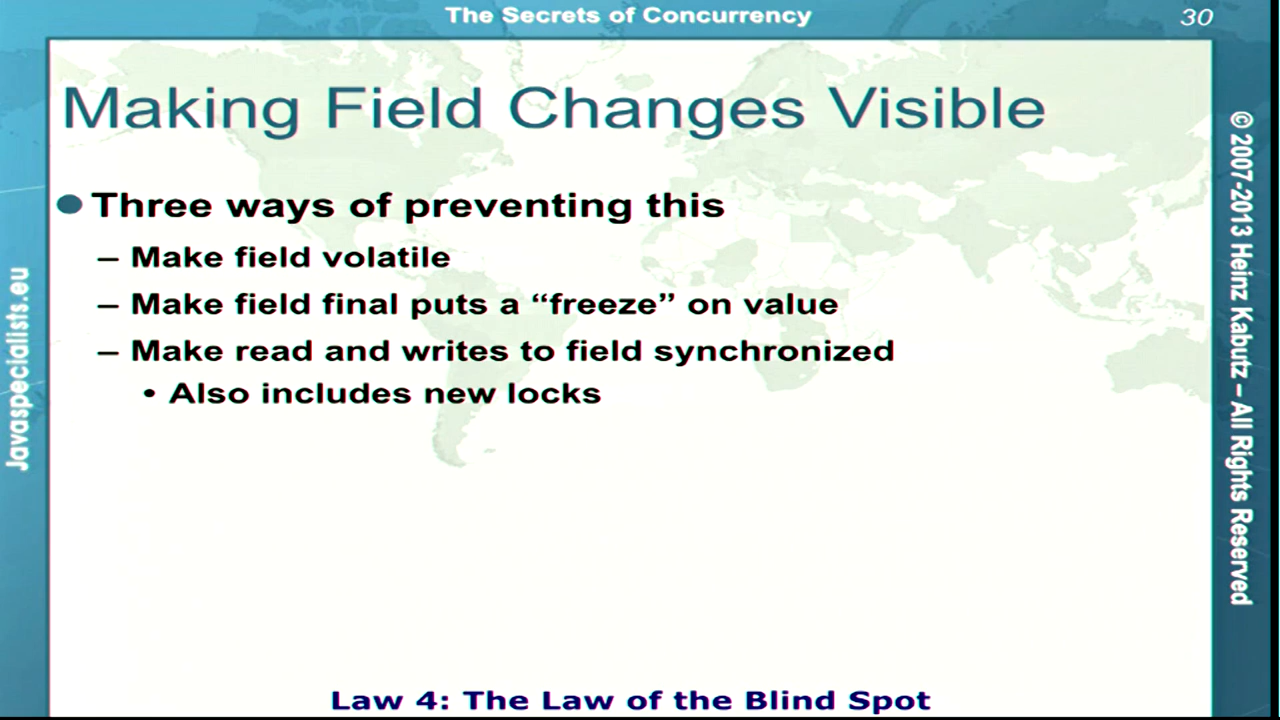 The Secrets of Concurrency
30
Making Field Changes Visible
Three ways of preventing this
– Make field volatile
– Make field final puts a “freeze” on value
– Make read and writes to field synchronized
• Also includes new locks
Law 4: The Law of the Blind Spot
Javaspecialists.eu
© 2007-2013 Heinz Kabutz – All Rights Reserved